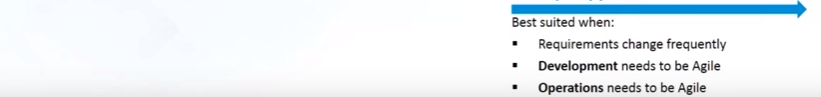 Best suited when:
▪ Requirements change frequently
▪ Development needs to be Agile
▪ Operations needs to be Agile